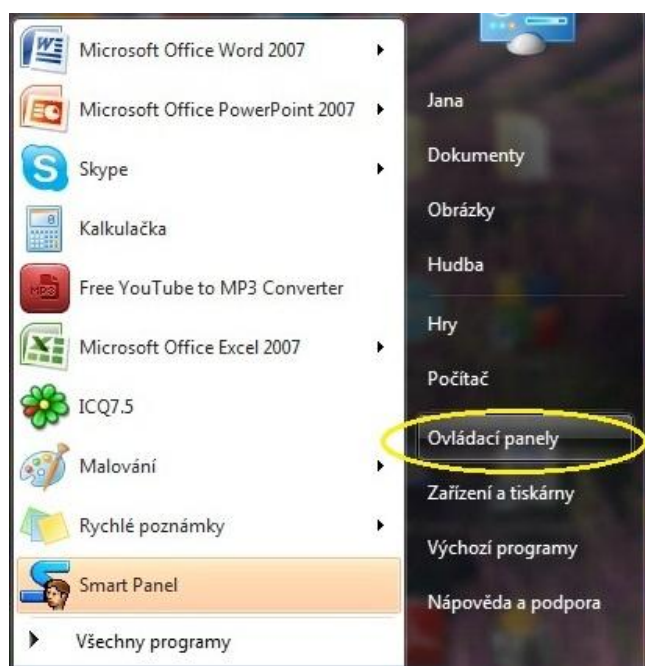 Microsoft Office Word 2007
Microsoft Office PowerPoint 2007
Skype
Kalkulačka
Free YouTube to MP3 Converter
Microsoft Office Excel 2007
ICQ7.5
Malování
Rychlé poznámky
Smart Panel
Všechny programy
Jana
Dokumenty
Obrázky
Hudba
Hry
Počítač
Ovládací panely
Zařízení a tiskárny
Výchozí programy
Nápověda a podpora